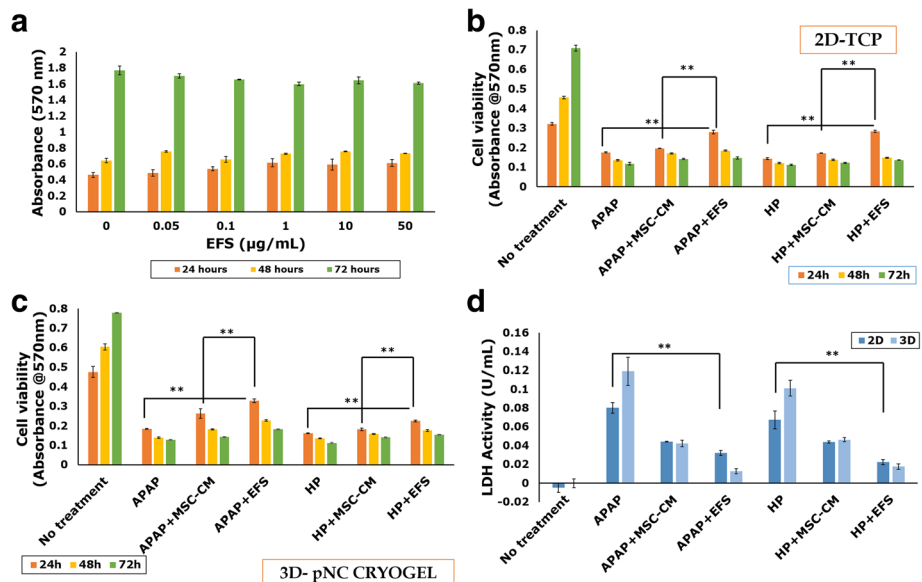 a
Absorbance (570 nm)
2
1.8
1.6
1.4
1.2
1
0.8
0.6
0.4
0.2
0
0 0.05 0.1 1 10 50
EFS (µg/mL)
24 hours 48 hours 72 hours
b
2D-TCP
Cell viability
(Absorbance @570nm)
0.8
0.7
0.6
0.5
0.4
0.3
0.2
0.1
0
**
**
**
**
No treatment
APAP
APAP+MSC-CM
APAP+EFS
HP
HP+MSC-CM
HP+EFS
24h 48h 72h
c
Cell viability
(Absorbance @570nm)
0.8
0.7
0.6
0.5
0.4
0.3
0.2
0.1
0
**
**
**
**
No treatment
APAP
APAP+MSC-CM
APAP+EFS
HP
HP+MSC-CM
HP+EFS
24h 48h 72h
3D- pNC CRYOGEL
d
LDH Activity (U/mL)
0.16
0.14
0.12
0.1
0.08
0.06
0.04
0.02
0
-0.02
2D 3D
**
**
No treatment
APAP
APAP+MSC-CM
APAP+EFS
HP
HP+MSC-CM
HP+EFS